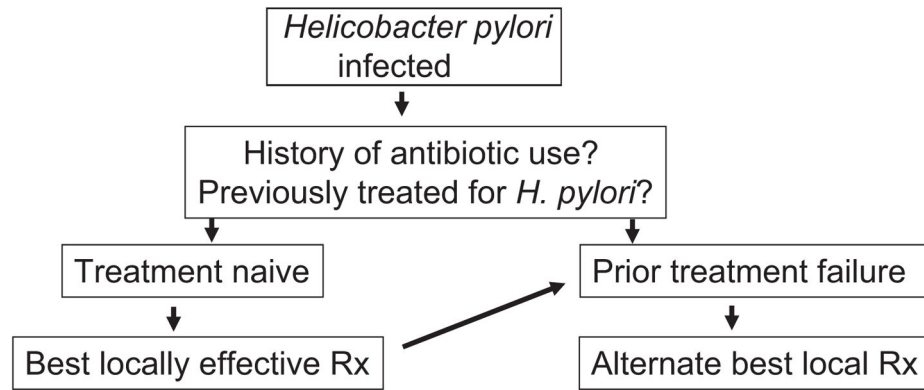 Helicobacter pylori
infected
History of antibiotic use?
Previously treated for H. pylori?
Treatment naive
Prior treatment failure
Best locally effective Rx
Alternate best local Rx